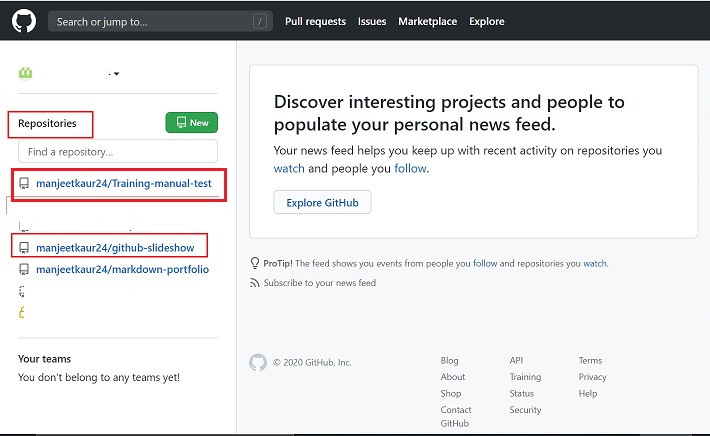 Search or jump to...
/
Pull requests
Issues
Marketplace
Explore
Repositories
New
Find a repository...
manjeetkaur24/Training-manual-test
manjeetkaur24/github-slideshow
manjeetkaur24/markdown-portfolio
Your teams
You don't belong to any teams yet!
Discover interesting projects and people to
populate your personal news feed.
Your news feed helps you keep up with recent activity on repositories you
watch and people you follow.
Explore GitHub
ProTip! The feed shows you events from people you follow and repositories you watch.
Subscribe to your news feed
© 2020 GitHub, Inc.
Blog
About
Shop
Contact
GitHub
API
Training
Status
Security
Terms
Privacy
Help